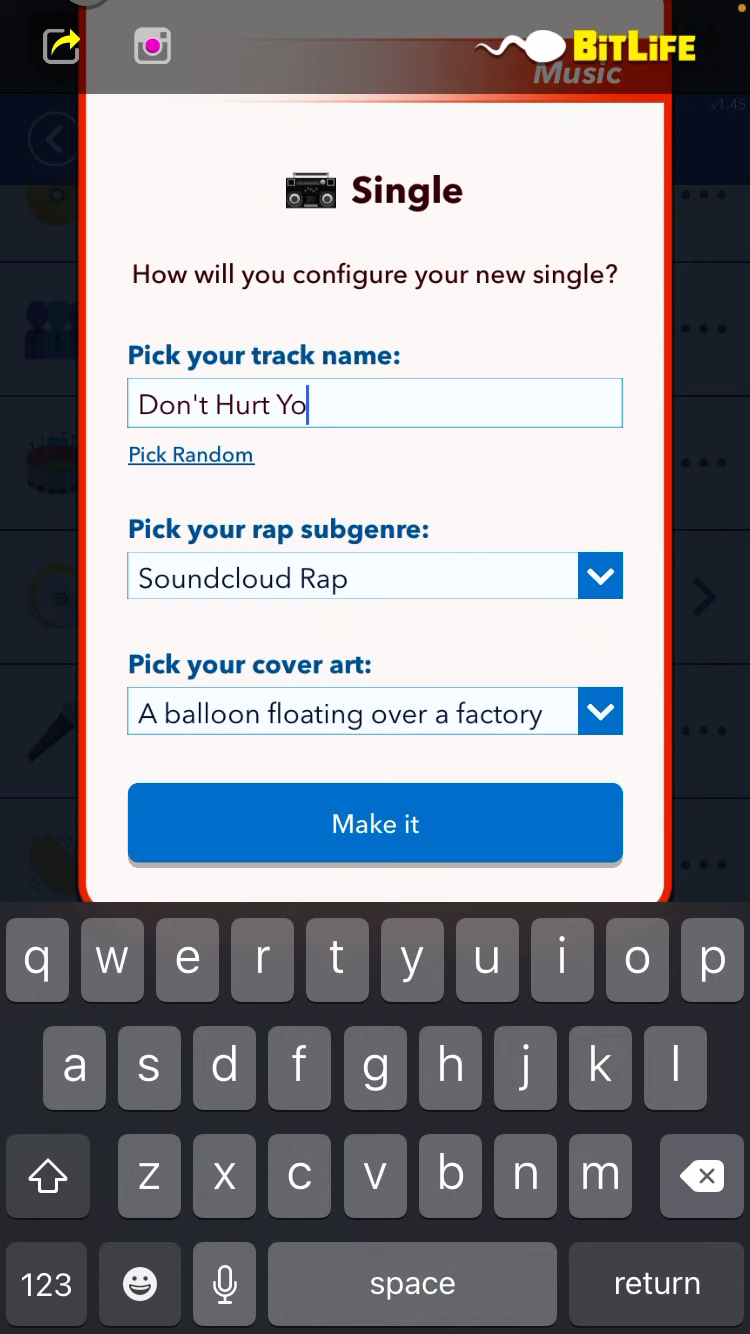 BitLife
Music
v1.45
Single
How will you configure your new single?
Pick your track name:
Don't Hurt Yo
Pick Random
Pick your rap subgenre:
Soundcloud Rap
Pick your cover art:
A balloon floating over a factory
Make it
q w e r t y u i o p
a s d f g h j k l
z x c v b n m
123 space return